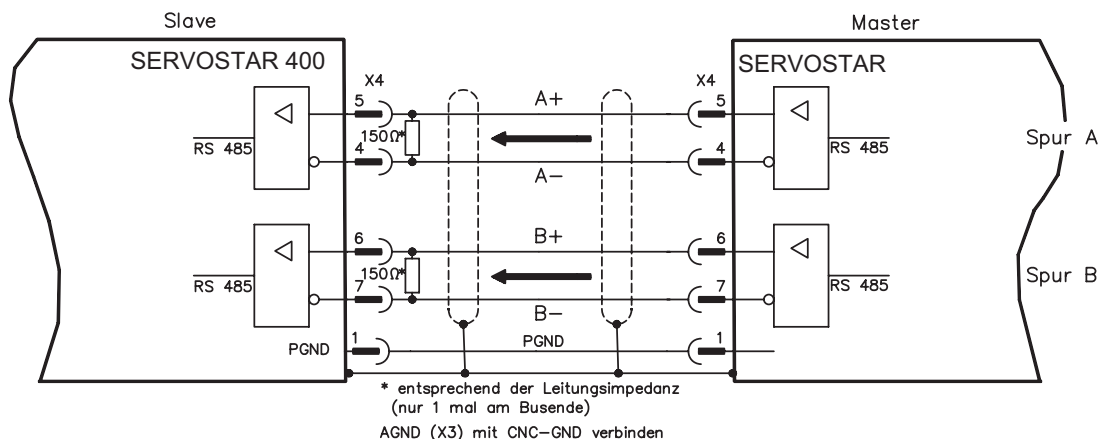 Slave
Master
SERVOSTAR 400
SERVOSTAR
X4
X4
5
A+
5
150Ω*
RS 485
RS 485
Spur A
4
A-
4
6
B+
6
150Ω*
RS 485
RS 485
Spur B
7
B-
7
PGND
1
PGND
1
* entsprechend der Leitungsimpedanz
(nur 1 mal am Busende)
AGND (X3) mit CNC-GND verbinden